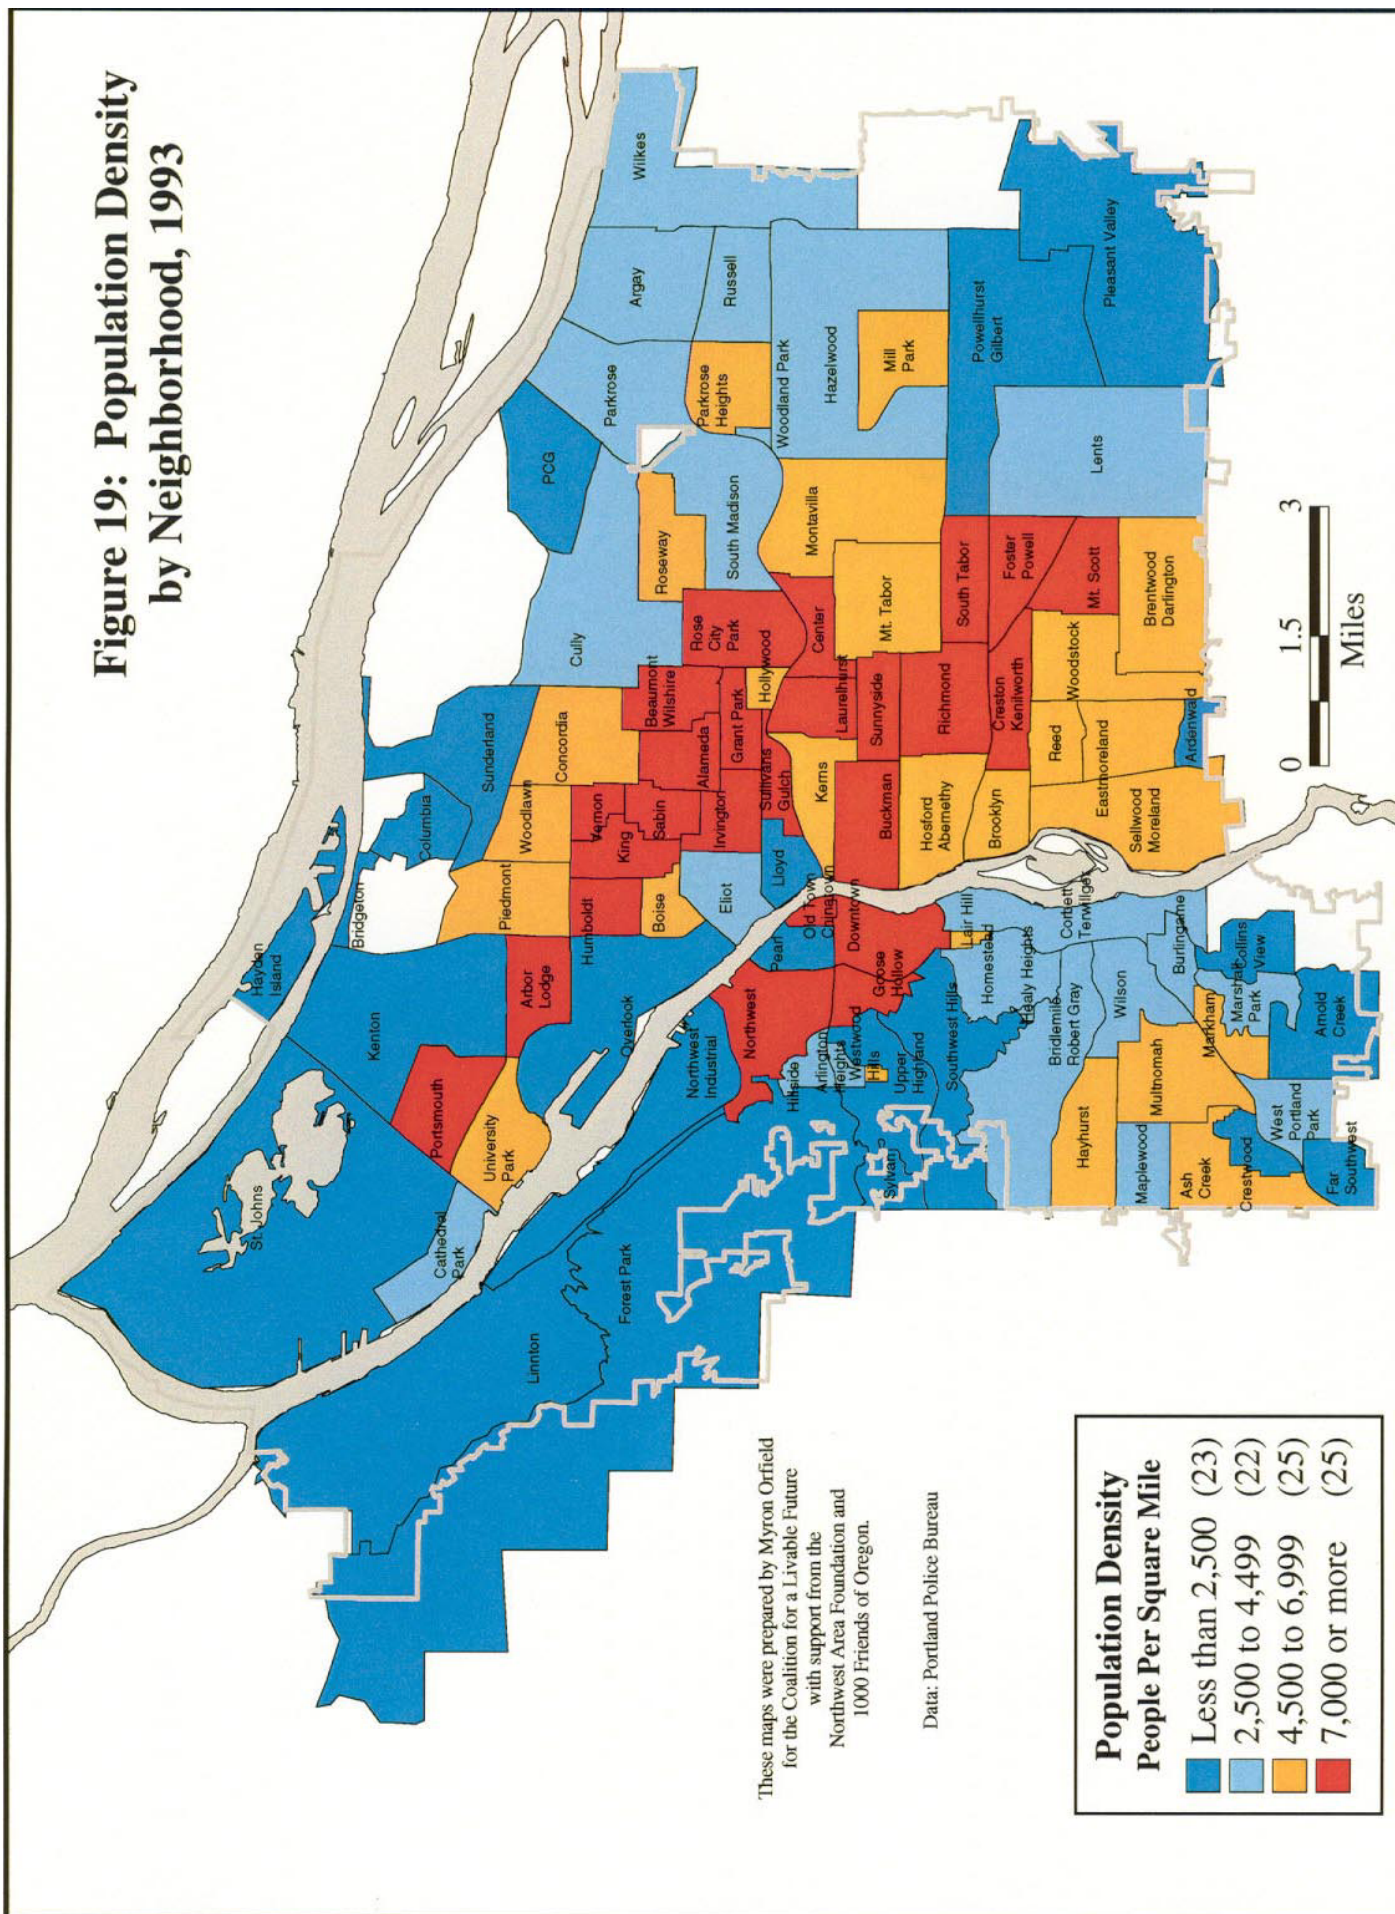 Figure 19: Population Density
by Neighborhood, 1993
Hayden
Island
Bridgeton
Columbia
Sunderland
Kenton
St. Johns
Portsmouth
University
Park
Cathedral
Park
Arbor
Lodge
Piedmont
Woodlawn
Concordia
Cully
PCG
Parkrose
Argay
Wilkes
Linnton
Forest Park
Overlook
Humboldt
King
Vernon
Sabin
Alameda
Beaumont
Wilshire
Rose
City
Park
Roseway
South Madison
Parkrose
Heights
Russell
Northwest
Industrial
Boise
Eliot
Irvington
Grant Park
Hollywood
Woodland Park
Hazelwood
Northwest
Pearl
Lloyd
Sullivans
Gulch
Kerns
Laurelhurst
Center
Montavilla
Mill
Park
Hillside
Arlington
Heights
Westwood
Hills
Old Town
Chinatown
Downtown
Goose
Hollow
Buckman
Sunnyside
Mt. Tabor
Sylvan
Upper
Highland
Southwest Hills
Hosford
Abernethy
Richmond
South Tabor
Powellhurst
Gilbert
Homestead
Lair Hill
Healy Heights
Brooklyn
Creston
Kenilworth
Foster
Powell
Bridlemile
Robert Gray
Corbett
Terwilger
Reed
Woodstock
Mt. Scott
Lents
Pleasant Valley
Hayhurst
Wilson
Eastmoreland
Sellwood
Moreland
Brentwood
Darlington
Maplewood
Multnomah
Burlingame
Ardenwald
Ash
Creek
Markham
Marshall
Park
Collins
View
Crestwood
West
Portland
Park
Arnold
Creek
Far
Southwest
0 1.5 3
Miles
These maps were prepared by Myron Orfield
for the Coalition for a Livable Future
with support from the
Northwest Area Foundation and
1000 Friends of Oregon.
Data: Portland Police Bureau
Population Density
People Per Square Mile
Less than 2,500 (23)
2,500 to 4,499 (22)
4,500 to 6,999 (25)
7,000 or more (25)